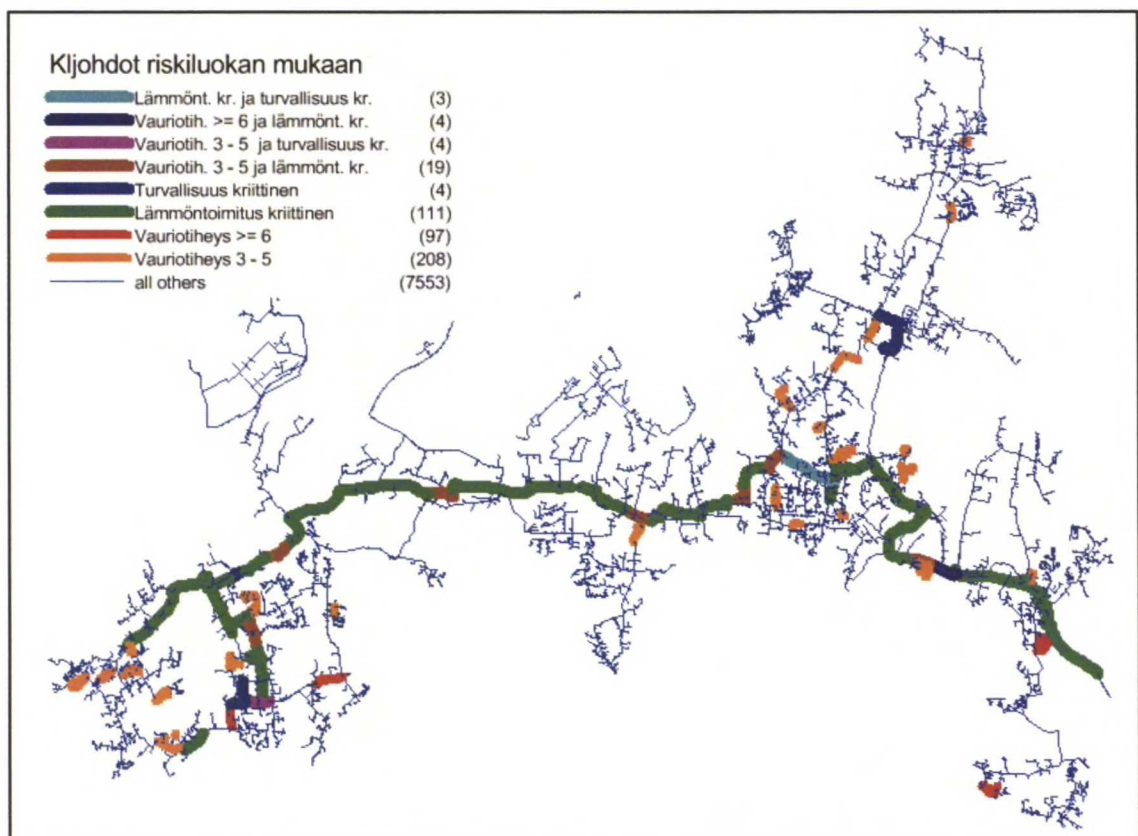 Kljohdot riskiluokan mukaan
Lämmönt. kr. ja turvallisuus kr. (3)
Vauriotih. >= 6 ja lämmönt. kr. (4)
Vauriotih. 3 - 5 ja turvallisuus kr. (4)
Vauriotih. 3 - 5 ja lämmönt. kr. (19)
Turvallisuus kriittinen (4)
Lämmöntoimitus kriittinen (111)
Vauriotiheys >= 6 (97)
Vauriotiheys 3 - 5 (208)
all others (7553)